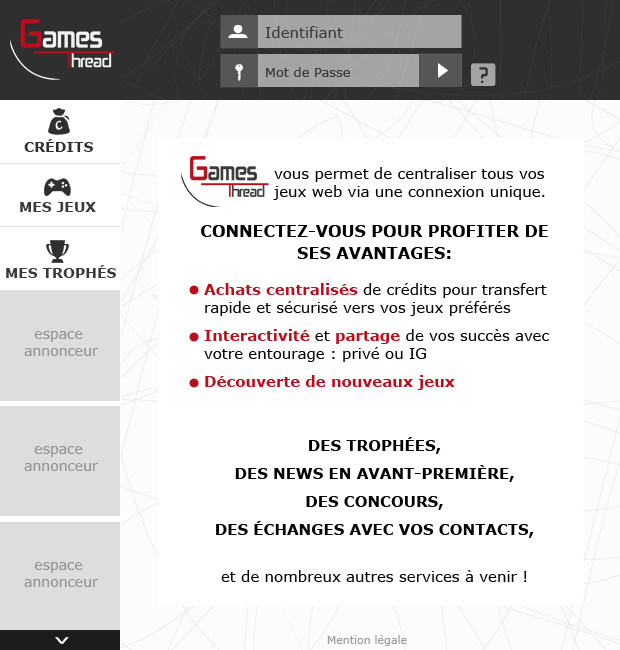 Games
Thread
Identifiant
Mot de Passe
?
CRÉDITS
MES JEUX
MES TROPHÉS
espace
annonceur
espace
annonceur
espace
annonceur
Games
Thread
vous permet de centraliser tous vos
jeux web via une connexion unique.
CONNECTEZ-VOUS POUR PROFITER DE
SES AVANTAGES:
Achats centralisés de crédits pour transfert
rapide et sécurisé vers vos jeux préférés
Interactivité et partage de vos succès avec
votre entourage : privé ou IG
Découverte de nouveaux jeux
DES TROPHÉES,
DES NEWS EN AVANT-PREMIÈRE,
DES CONCOURS,
DES ÉCHANGES AVEC VOS CONTACTS,
et de nombreux autres services à venir !
Mention légale